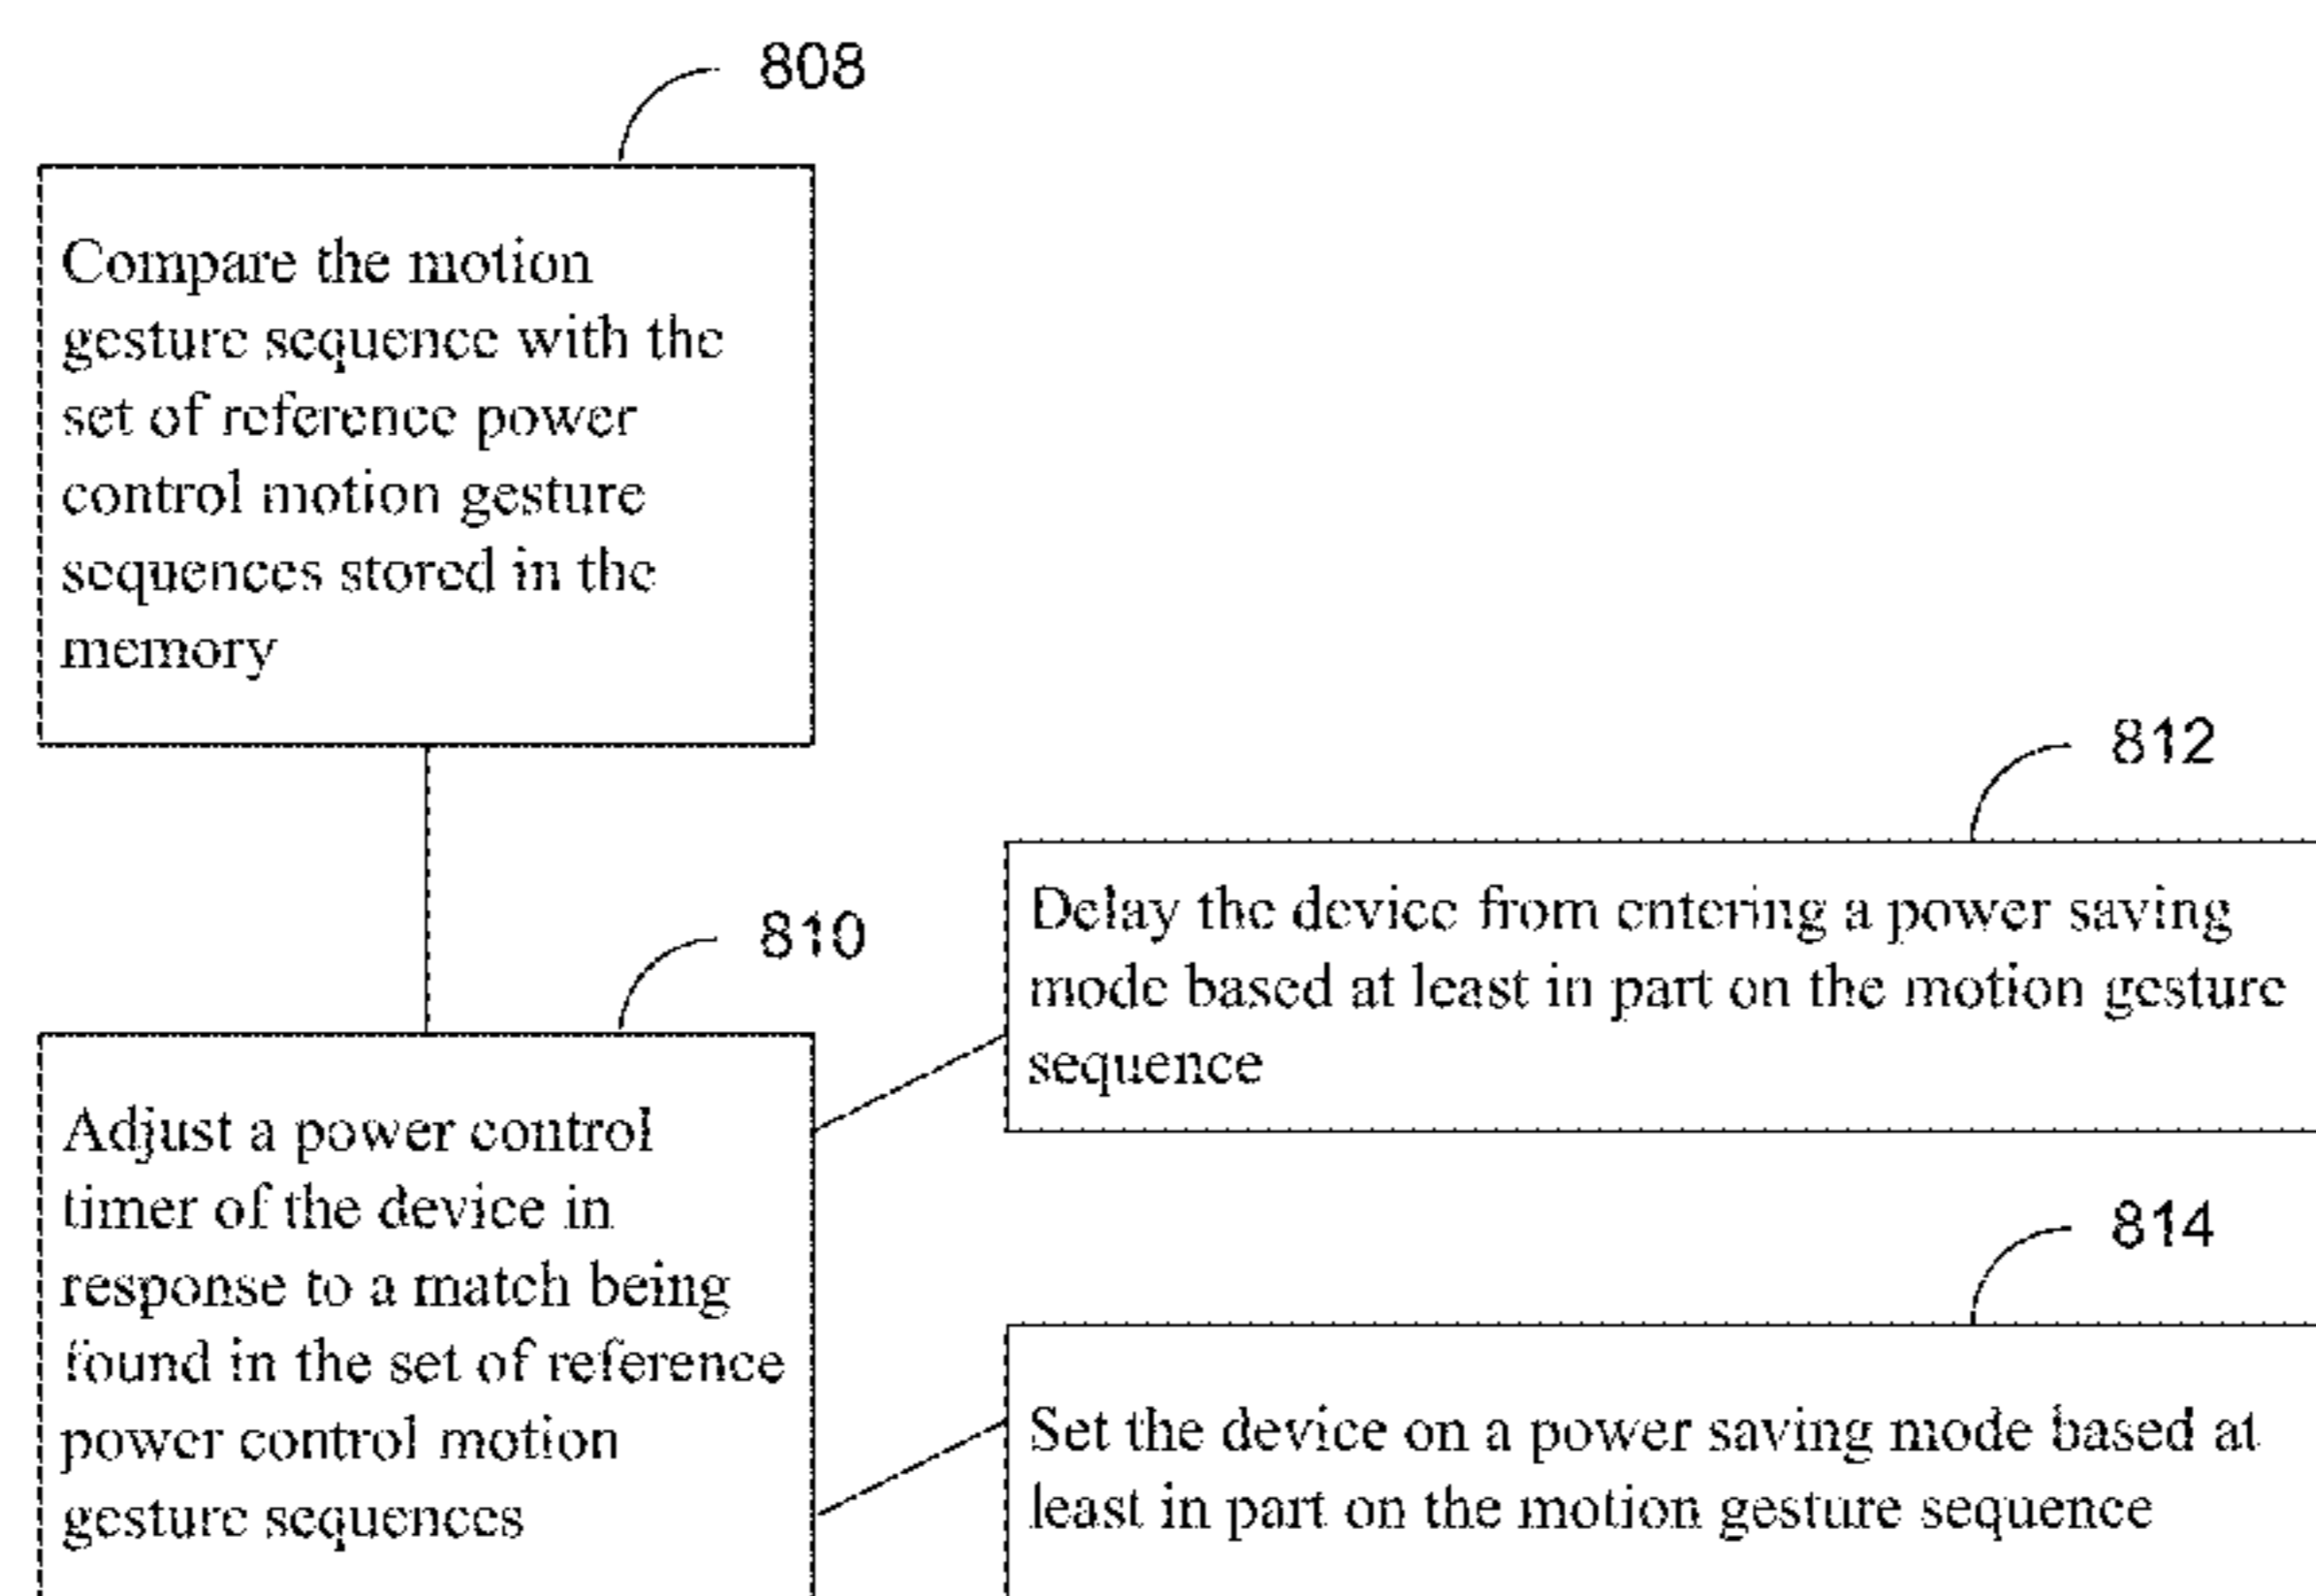 808
Compare the motion
gesture sequence with the
set of reference power
control motion gesture
sequences stored in the
memory
812
Delay the device from entering a power saving
mode based at least in part on the motion gesture
sequence
810
Adjust a power control
timer of the device in
response to a match being
found in the set of reference
power control motion
gesture sequences
814
Set the device on a power saving mode based at
least in part on the motion gesture sequence